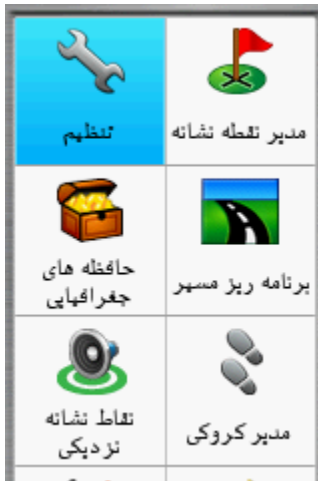 مدیر نقطه نشانه
تنظیم
برنامه ریز مسیر
حافظه های
جغرافیایی
مدیر کروکی
نقاط نشانه
نزدیکی